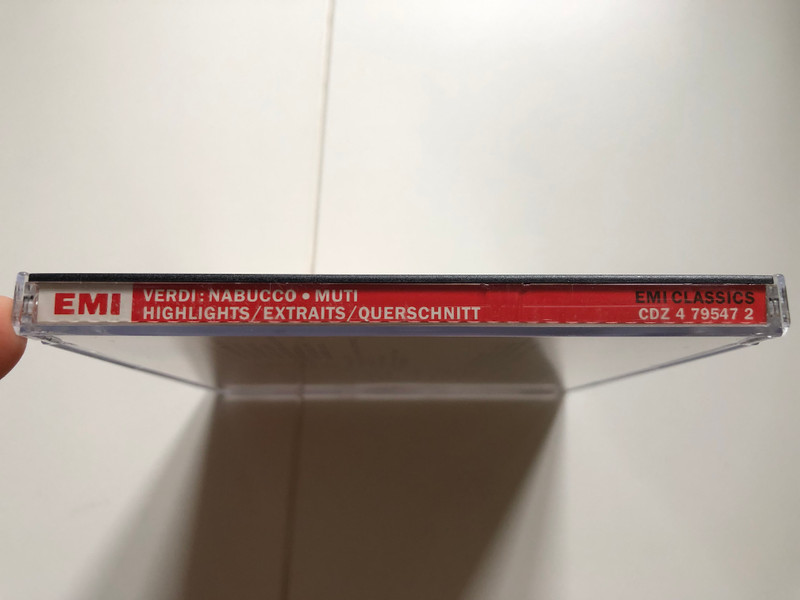 EMI
VERDI: NABUCCO • MUTI
HIGHLIGHTS/EXTRAITS/QUERSCHNITT
EMI CLASSICS
CDZ 4 79547 2